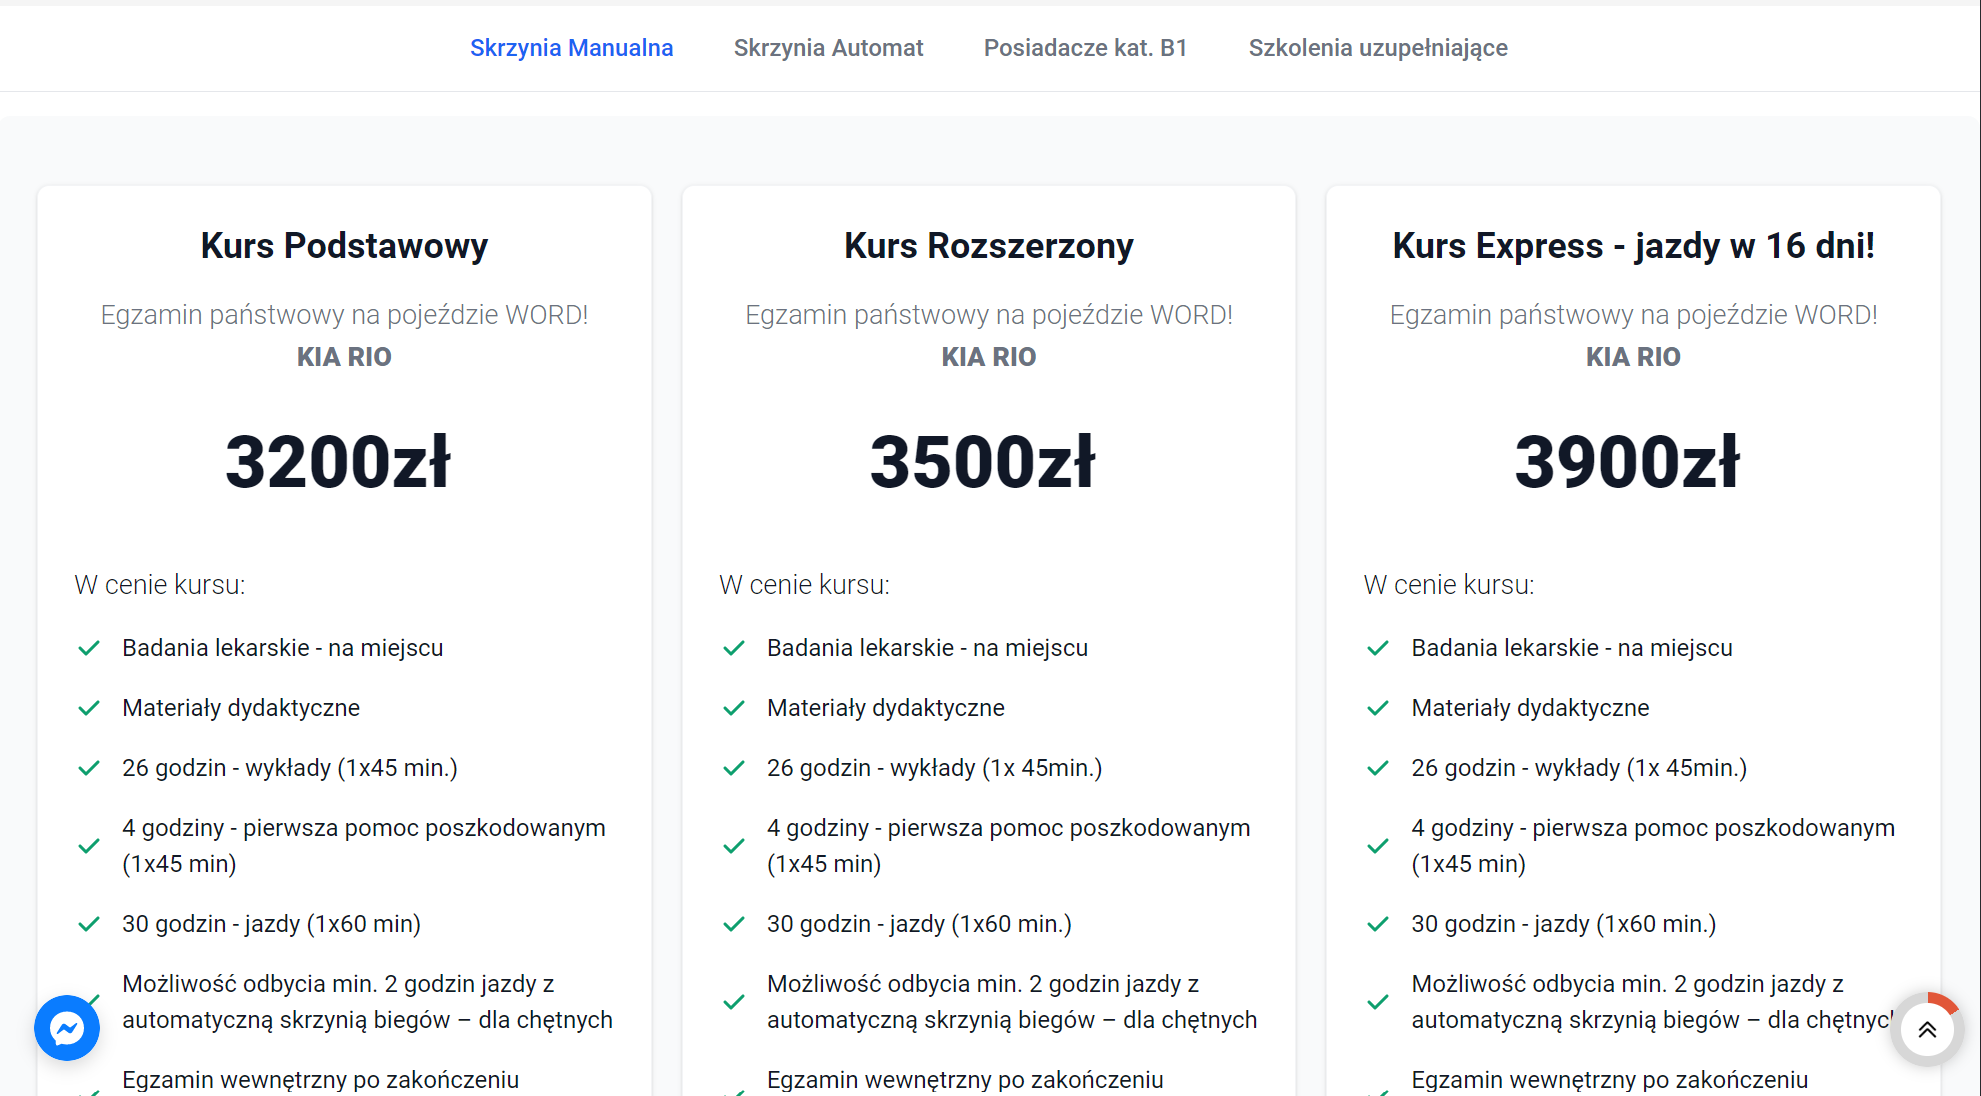 Skrzynia Manualna
Skrzynia Automat
Posiadacze kat. B1
Szkolenia uzupełniające
Kurs Podstawowy
Egzamin państwowy na pojeździe WORD!
KIA RIO
3200zł
W cenie kursu:
Badania lekarskie - na miejscu
Materiały dydaktyczne
26 godzin - wykłady (1x45 min.)
4 godziny - pierwsza pomoc poszkodowanym
(1x45 min)
30 godzin - jazdy (1x60 min)
Możliwość odbycia min. 2 godzin jazdy z
automatyczną skrzynią biegów – dla chętnych
Egzamin wewnętrzny po zakończeniu
Kurs Rozszerzony
Egzamin państwowy na pojeździe WORD!
KIA RIO
3500zł
W cenie kursu:
Badania lekarskie - na miejscu
Materiały dydaktyczne
26 godzin - wykłady (1x 45min.)
4 godziny - pierwsza pomoc poszkodowanym
(1x45 min)
30 godzin - jazdy (1x60 min.)
Możliwość odbycia min. 2 godzin jazdy z
automatyczną skrzynią biegów – dla chętnych
Egzamin wewnętrzny po zakończeniu
Kurs Express - jazdy w 16 dni!
Egzamin państwowy na pojeździe WORD!
KIA RIO
3900zł
W cenie kursu:
Badania lekarskie - na miejscu
Materiały dydaktyczne
26 godzin - wykłady (1x 45min.)
4 godziny - pierwsza pomoc poszkodowanym
(1x45 min)
30 godzin - jazdy (1x60 min.)
Możliwość odbycia min. 2 godzin jazdy z
automatyczną skrzynią biegów – dla chętnych
Egzamin wewnętrzny po zakończeniu